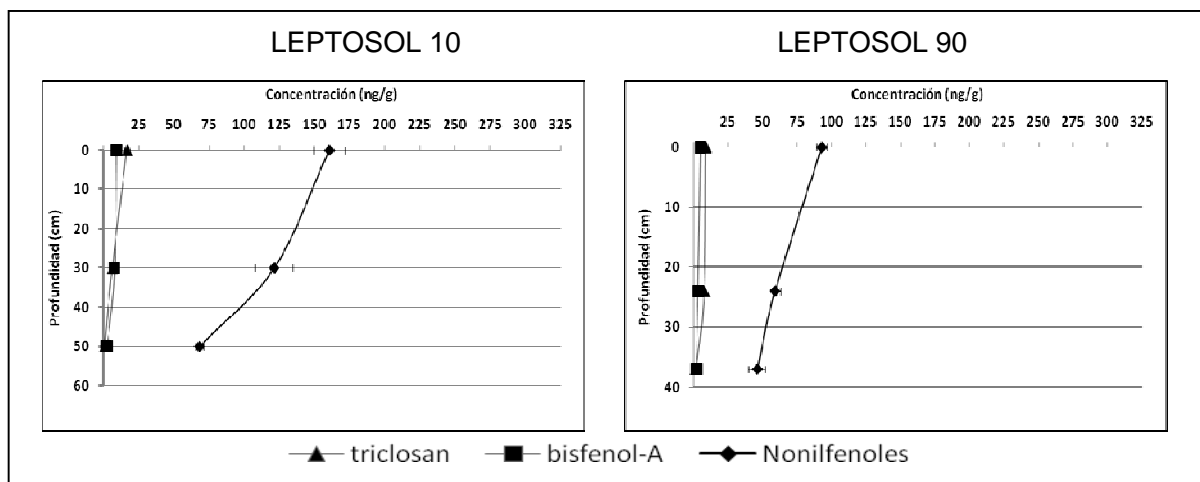 LEPTOSOL 10
LEPTOSOL 90
Concentración (ng/g)
25 50 75 100 125 150 175 200 225 250 275 300 325
0
10
20
30
40
50
60
Profundidad (cm)
Concentración (ng/g)
25 50 75 100 125 150 175 200 225 250 275 300 325
0
10
20
30
40
Profundidad (cm)
triclosan bisfenol-A Nonilfenoles